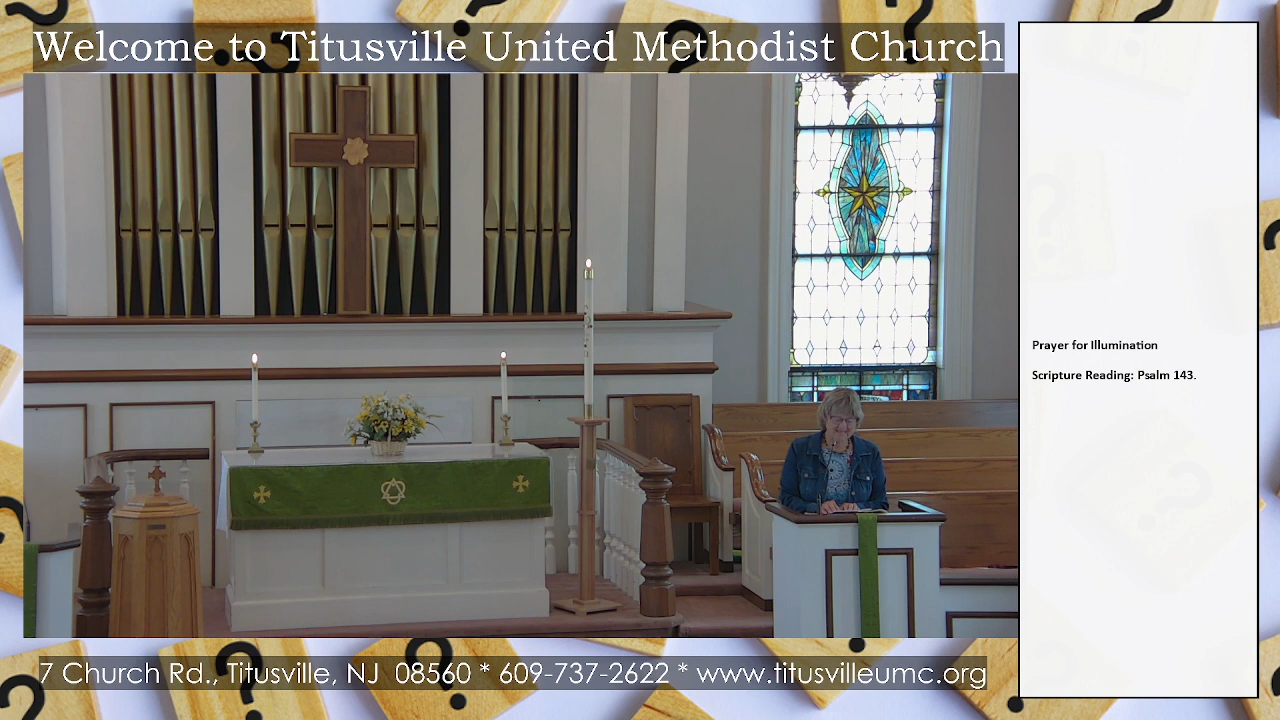 Welcome to Titusville United Methodist Church
Prayer for Illumination
Scripture Reading: Psalm 143.
7 Church Rd., Titusville, NJ 08560 * 609-737-2622 * www.titusvilleumc.org